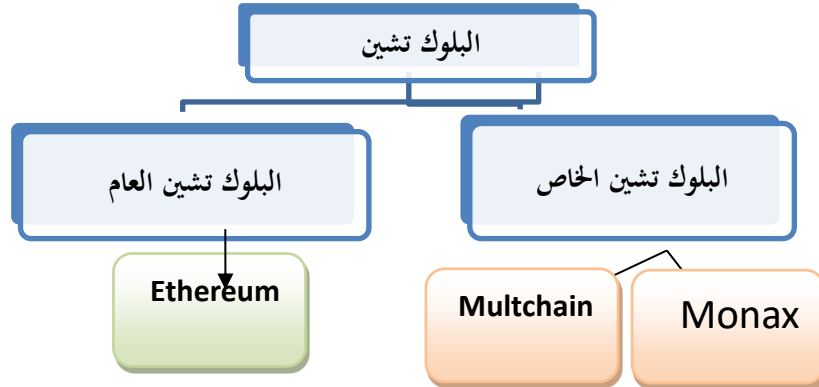 البلوك تشين
البلوك تشين الخاص
البلوك تشين العام
Ethereum
Multchain
Monax